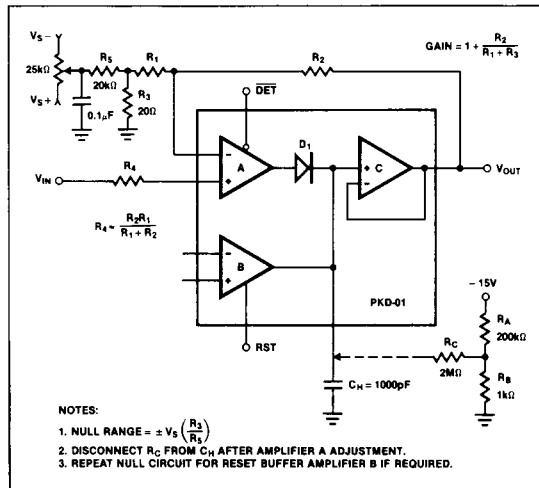 VS−
25kΩ
VS+
R5
20kΩ
R1
0.1μF
R3
20Ω
R2
GAIN = 1 + R2 / (R1 + R3)
DET
VIN
R4
R4 ≈ R2R1 / (R1 + R2)
−
+
A
D1
+
−
C
VOUT
−
+
B
PKD-01
RST
−15V
RA
200kΩ
RC
2MΩ
RB
1kΩ
CH = 1000pF
NOTES:
1. NULL RANGE = ± VS (R3 / R5)
2. DISCONNECT RC FROM CH AFTER AMPLIFIER A ADJUSTMENT.
3. REPEAT NULL CIRCUIT FOR RESET BUFFER AMPLIFIER B IF REQUIRED.